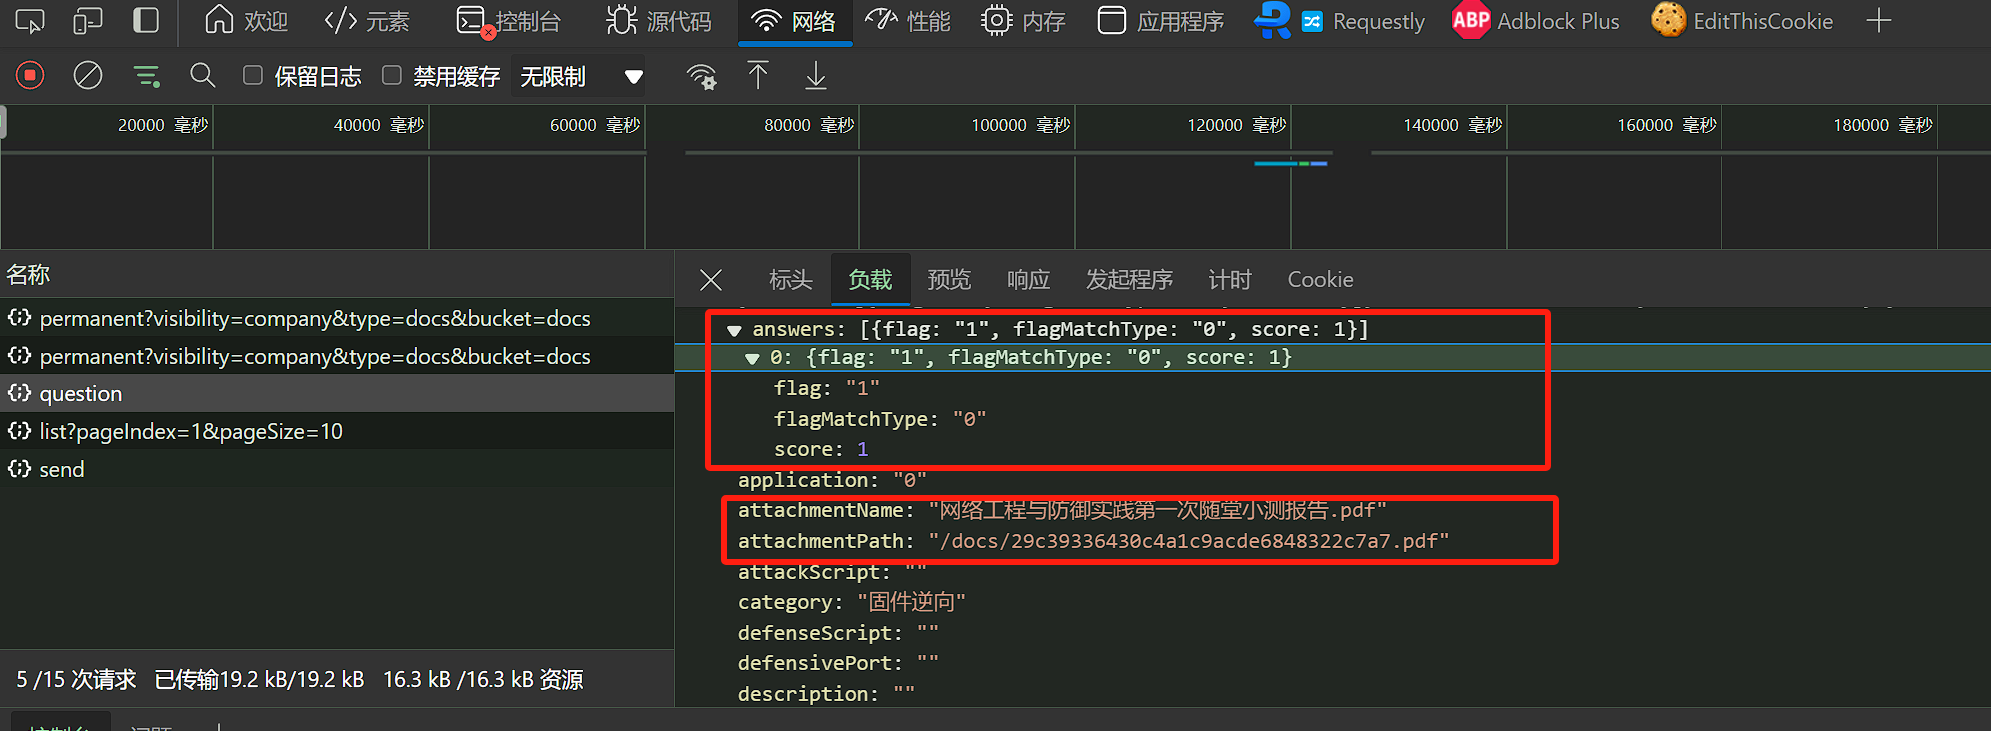 欢迎 元素 控制台 源代码 网络 性能 内存 应用程序 Requestly ABP Adblock Plus EditThisCookie
保留日志 禁用缓存 无限制
20000 毫秒 40000 毫秒 60000 毫秒 80000 毫秒 100000 毫秒 120000 毫秒 140000 毫秒 160000 毫秒 180000 毫秒
名称
permanent?visibility=company&type=docs&bucket=docs
permanent?visibility=company&type=docs&bucket=docs
question
list?pageIndex=1&pageSize=10
send
5 /15 次请求 已传输19.2 kB/19.2 kB 16.3 kB /16.3 kB 资源
标头 负载 预览 响应 发起程序 计时 Cookie
answers: [{flag: "1", flagMatchType: "0", score: 1}]
0: {flag: "1", flagMatchType: "0", score: 1}
flag: "1"
flagMatchType: "0"
score: 1
application: "0"
attachmentName: "网络工程与防御实践第一次随堂小测报告.pdf"
attachmentPath: "/docs/29c39336430c4a1c9acde6848322c7a7.pdf"
attackScript: ""
category: "固件逆向"
defenseScript: ""
defensivePort: ""
description: ""